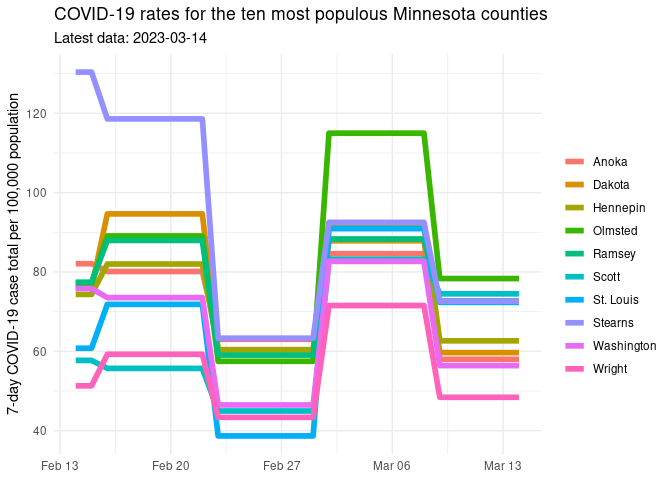 COVID-19 rates for the ten most populous Minnesota counties
Latest data: 2023-03-14
7-day COVID-19 case total per 100,000 population
120
100
80
60
40
Feb 13
Feb 20
Feb 27
Mar 06
Mar 13
Anoka
Dakota
Hennepin
Olmsted
Ramsey
Scott
St. Louis
Stearns
Washington
Wright